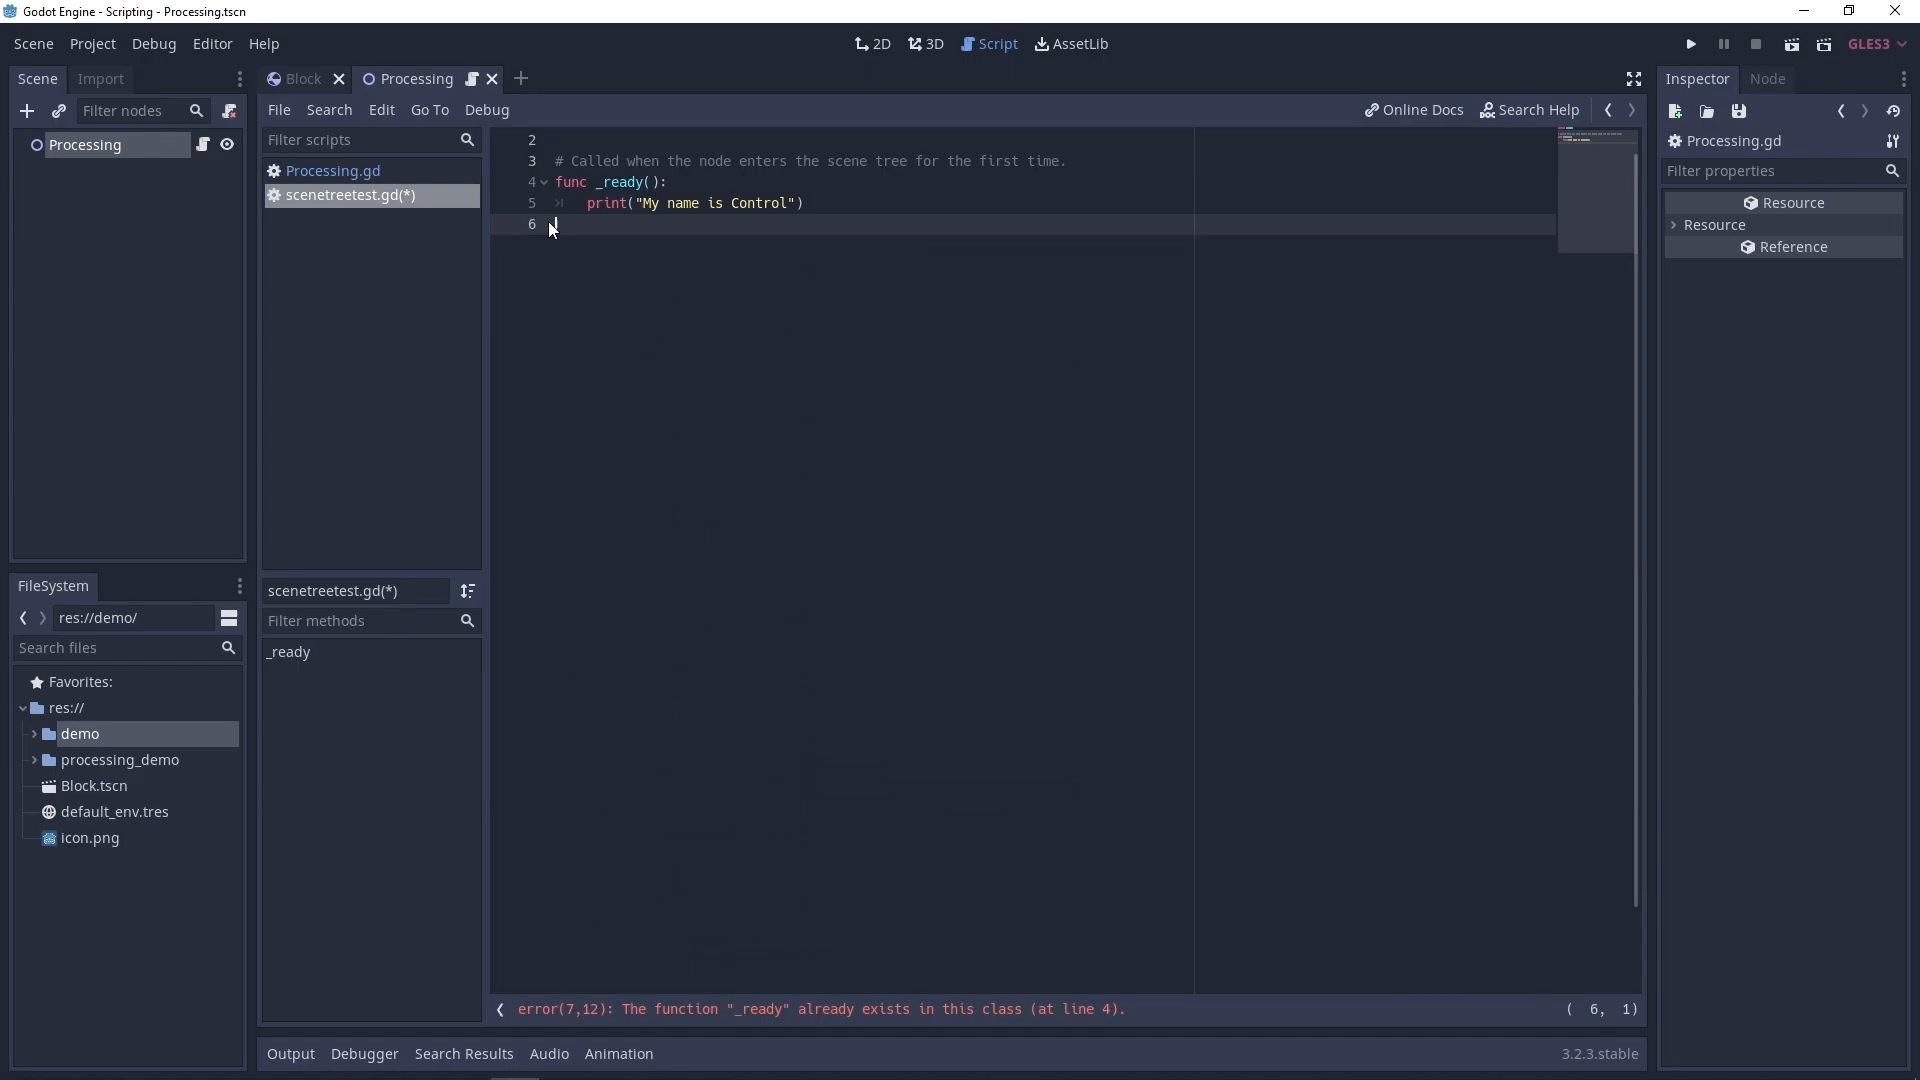 Godot Engine - Scripting - Processing.tscn
Scene Project Debug Editor Help
2D 3D Script AssetLib
GLES3
Scene Import
Filter nodes
Processing
Block Processing
File Search Edit Go To Debug
Online Docs Search Help
Filter scripts
Processing.gd
scenetreetest.gd(*)
scenetreetest.gd(*)
Filter methods
_ready
2
3 # Called when the node enters the scene tree for the first time.
4 func _ready():
5 print("My name is Control")
6
error(7,12): The function "_ready" already exists in this class (at line 4).
( 6, 1)
Output Debugger Search Results Audio Animation
3.2.3.stable
FileSystem
res://demo/
Search files
Favorites:
res://
demo
processing_demo
Block.tscn
default_env.tres
icon.png
Inspector Node
Processing.gd
Filter properties
Resource
Resource
Reference